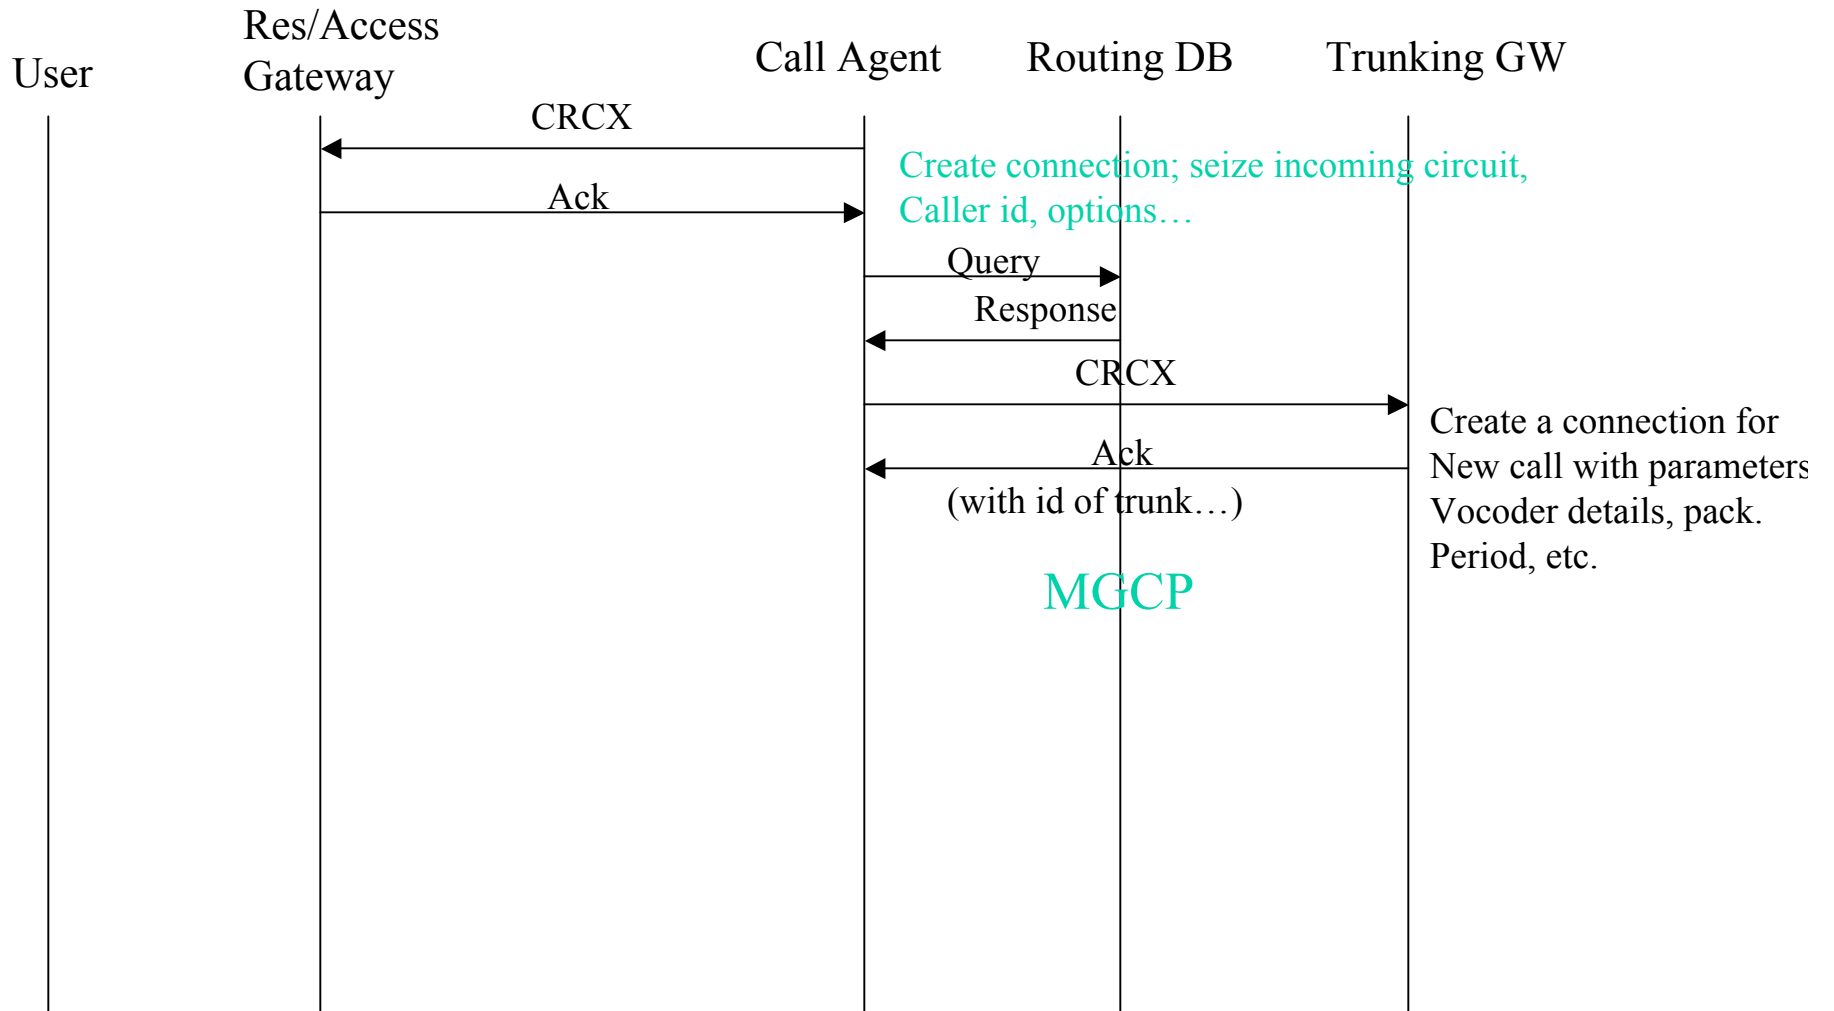 User
Res/Access
Gateway
Call Agent
Routing DB
Trunking GW
CRCX
Create connection; seize incoming circuit,
Caller id, options…
Ack
Query
Response
CRCX
Ack
(with id of trunk…)
Create a connection for
New call with parameters
Vocoder details, pack.
Period, etc.
MGCP